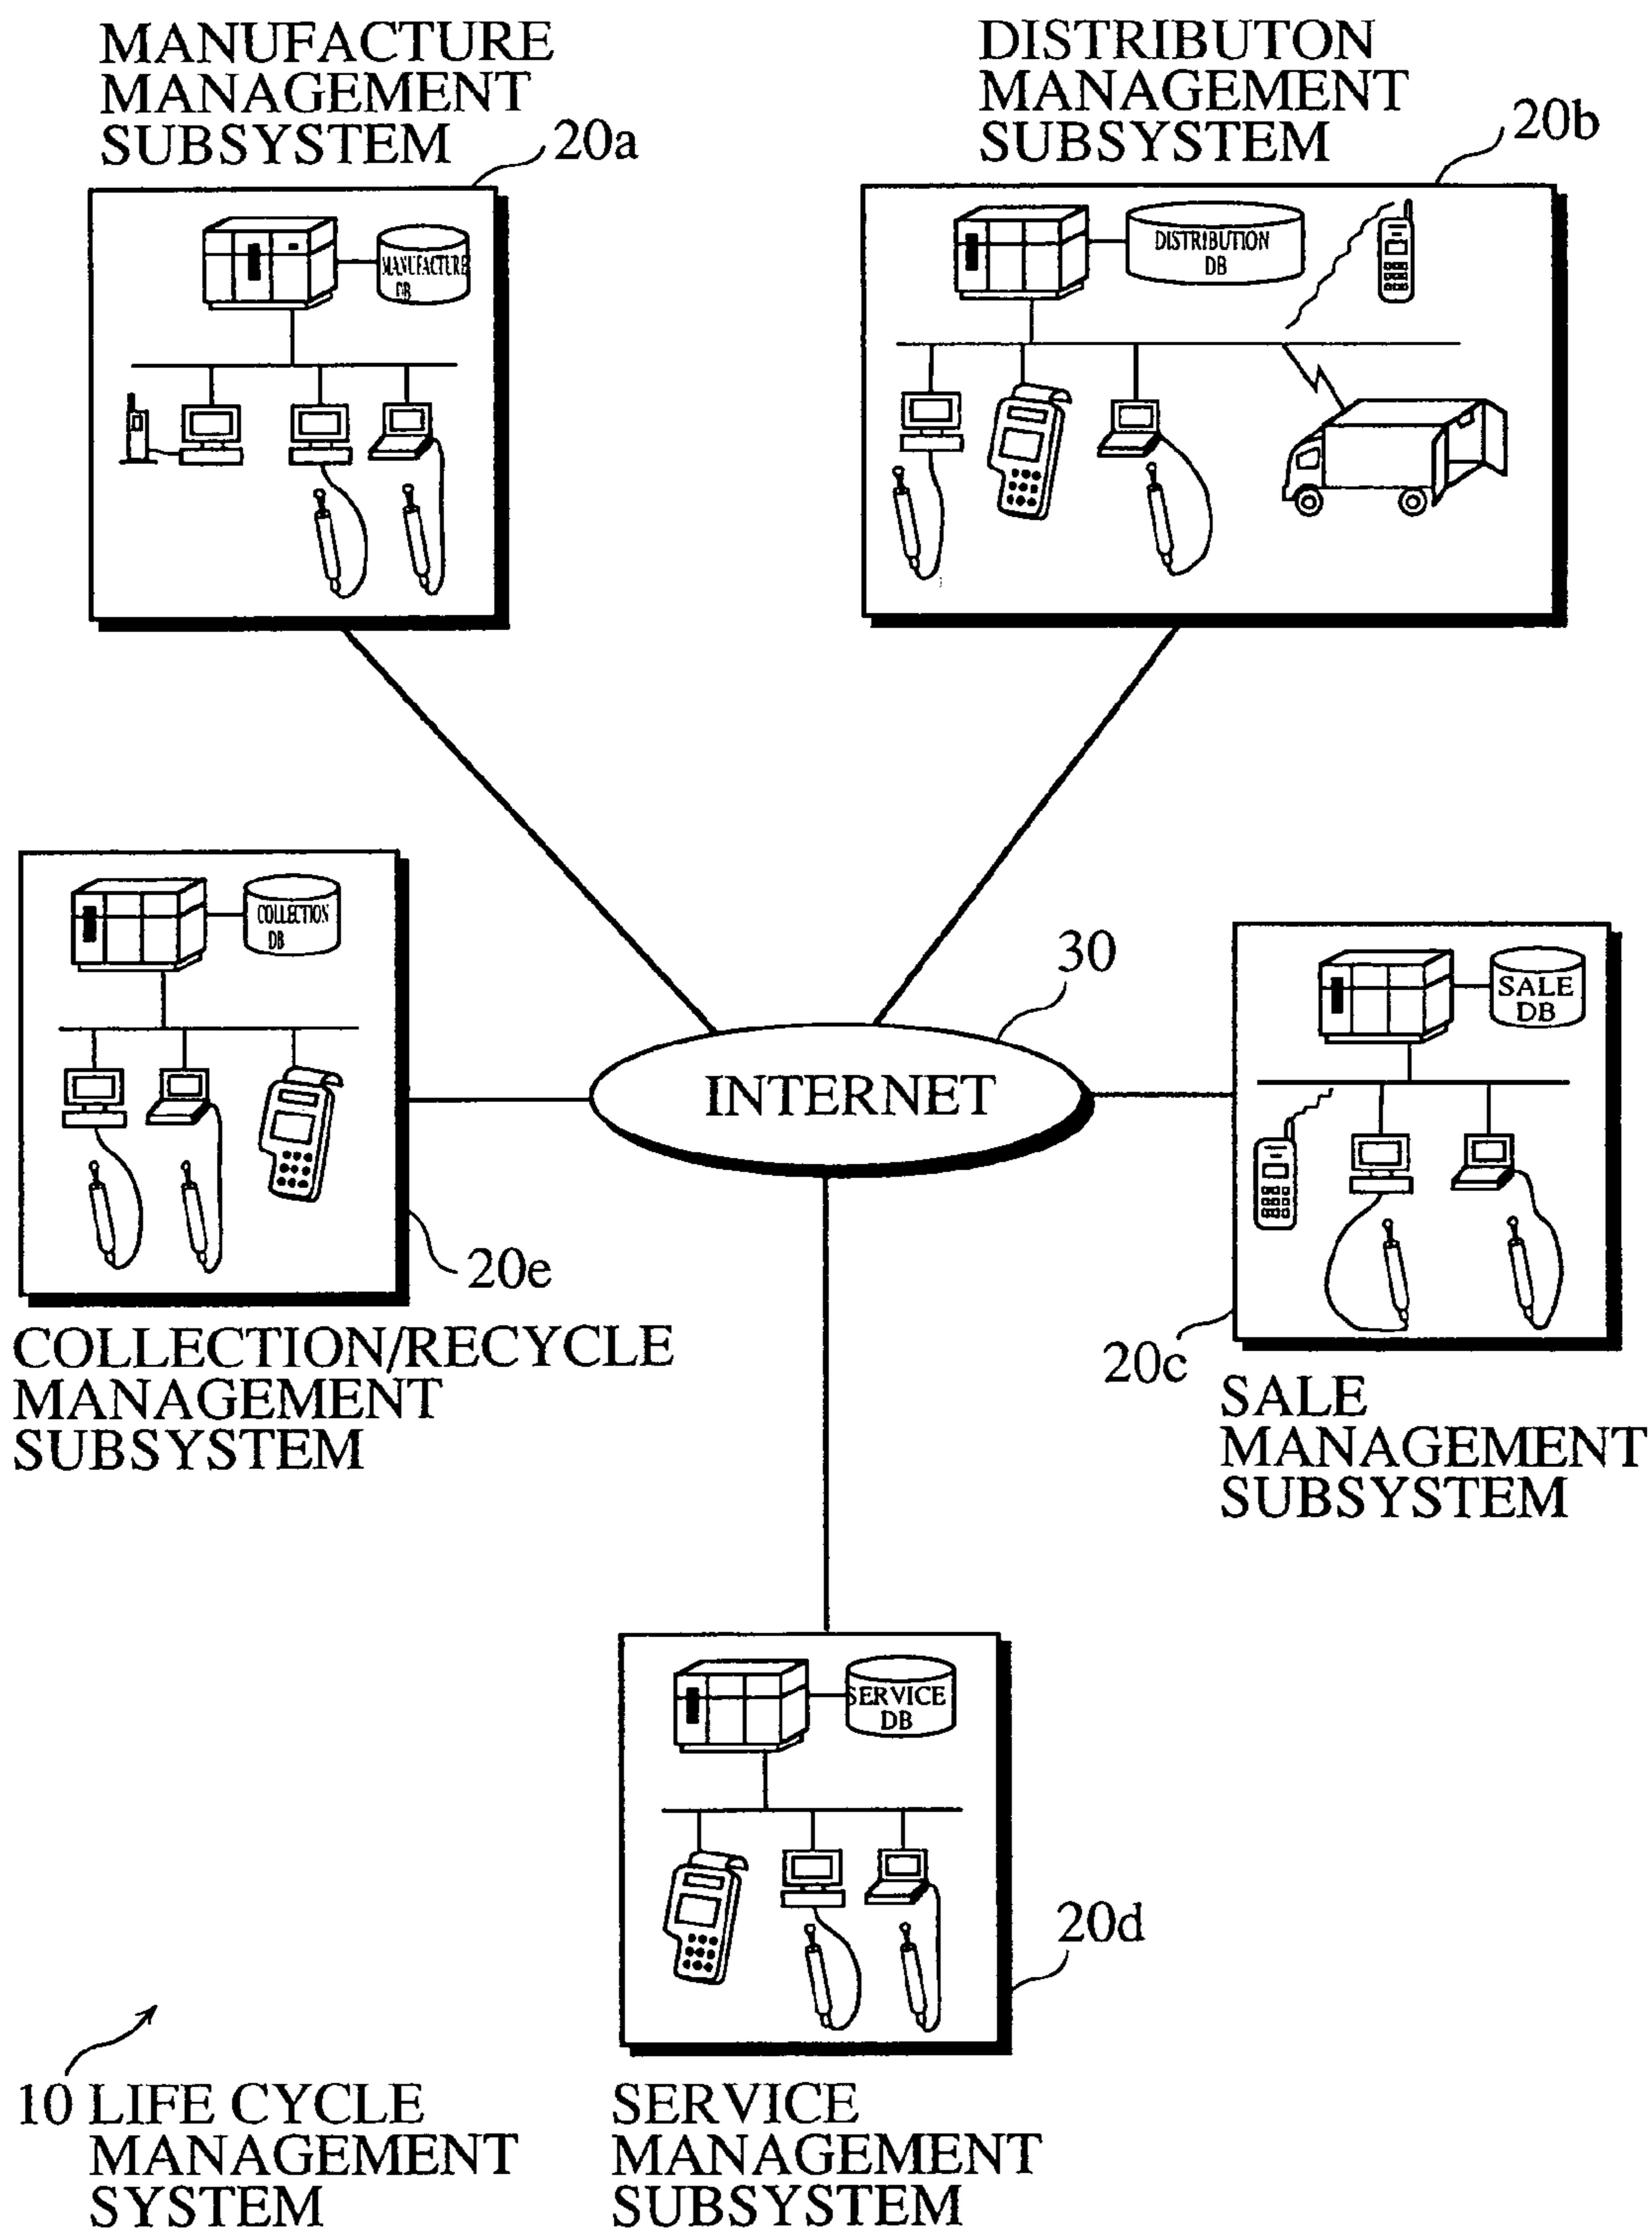 MANUFACTURE
MANAGEMENT
SUBSYSTEM
20a
MANUFACTURE
DB
DISTRIBUTON
MANAGEMENT
SUBSYSTEM
20b
DISTRIBUTION
DB
COLLECTION
DB
20e
COLLECTION/RECYCLE
MANAGEMENT
SUBSYSTEM
30
INTERNET
SALE
DB
20c
SALE
MANAGEMENT
SUBSYSTEM
SERVICE
DB
20d
SERVICE
MANAGEMENT
SUBSYSTEM
10 LIFE CYCLE
MANAGEMENT
SYSTEM